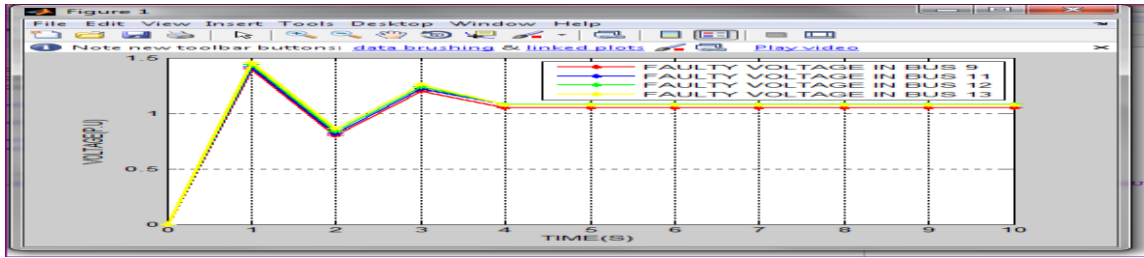 Figure 1
File Edit View Insert Tools Desktop Window Help
Note new toolbar buttons: data brushing & linked plots Play video
FAULTY VOLTAGE IN BUS 9
FAULTY VOLTAGE IN BUS 11
FAULTY VOLTAGE IN BUS 12
FAULTY VOLTAGE IN BUS 13
1.5
1
0.5
0
VOLTAGE(P.U)
0 1 2 3 4 5 6 7 8 9 10
TIME(S)